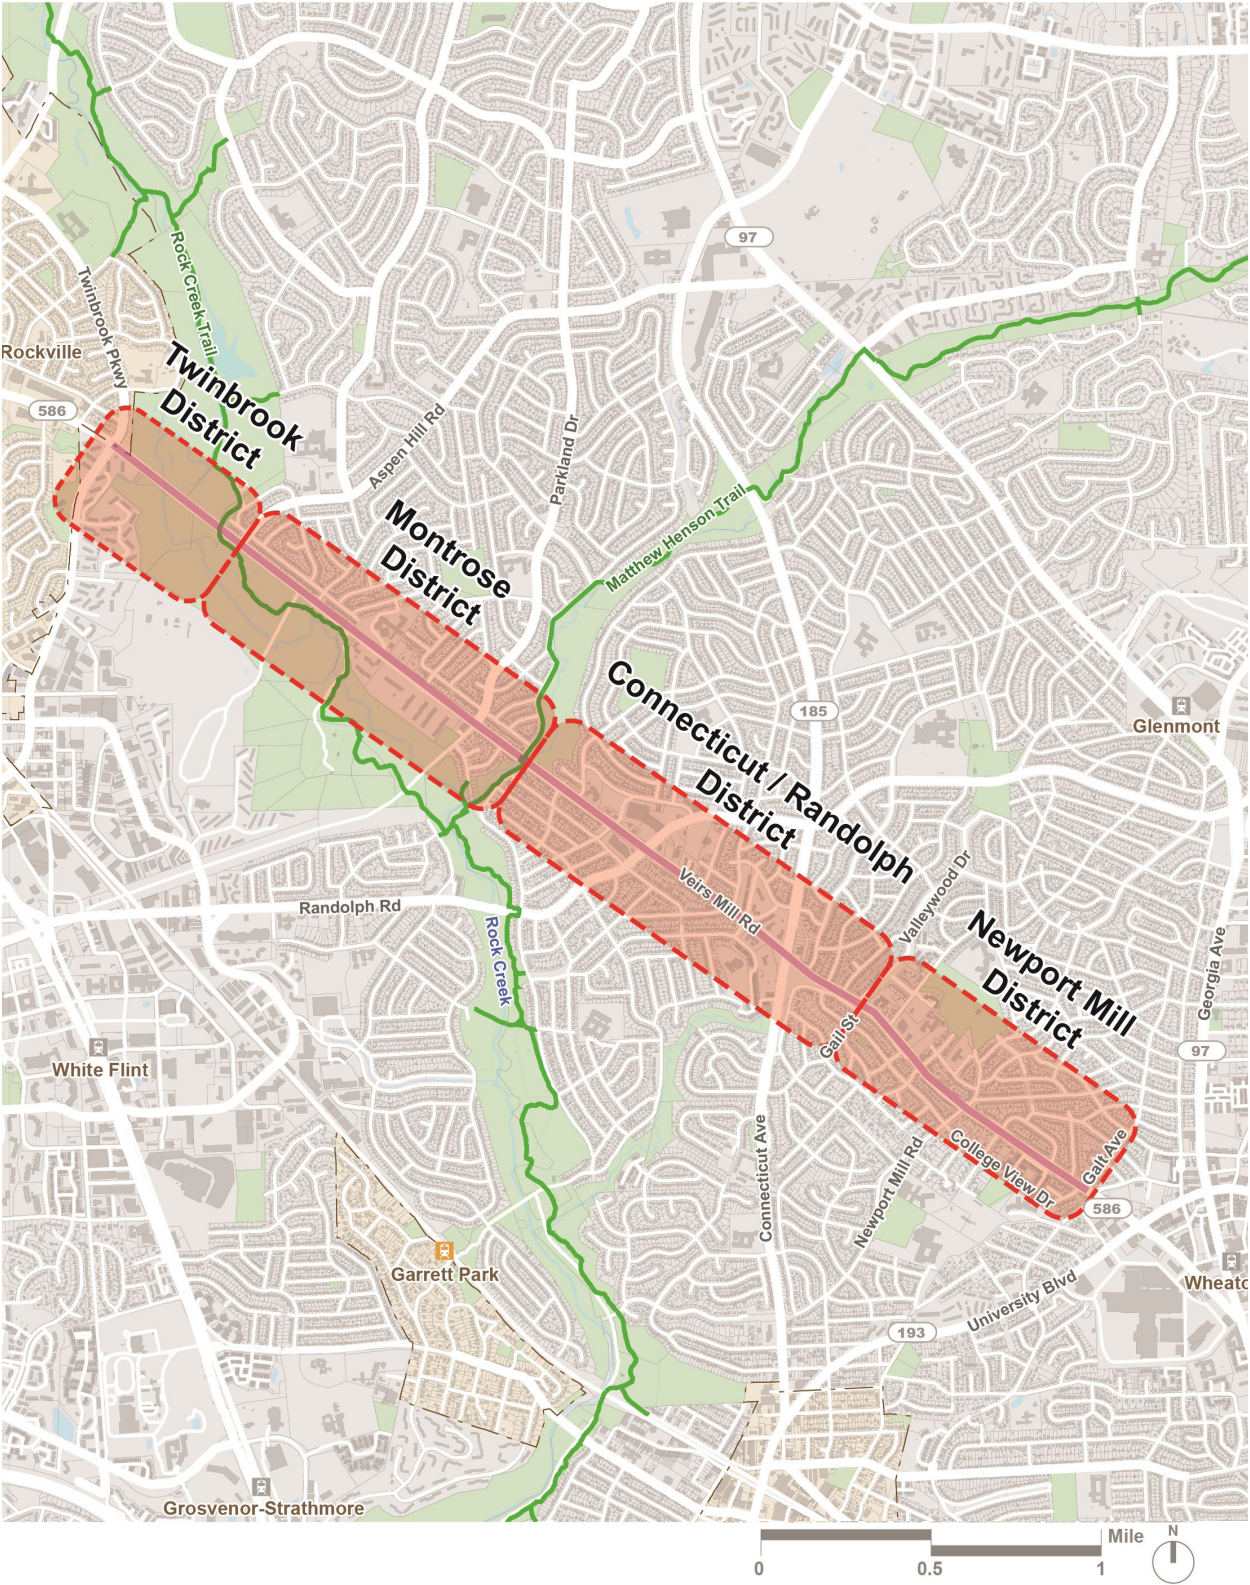 97
Rock Creek Trail
Twinbrook Pkwy
Rockville
Twinbrook
District
586
Aspen Hill Rd
Parkland Dr
Matthew Henson Trail
Montrose
District
Connecticut / Randolph
District
185
Glenmont
Veirs Mill Rd
Valleywood Dr
Randolph Rd
Rock Creek
Newport Mill
District
Georgia Ave
Gail St
97
White Flint
Connecticut Ave
Newport Mill Rd
College View Dr
Galt Ave
586
Garrett Park
University Blvd
Wheato
193
Grosvenor-Strathmore
Mile
N
0
0.5
1